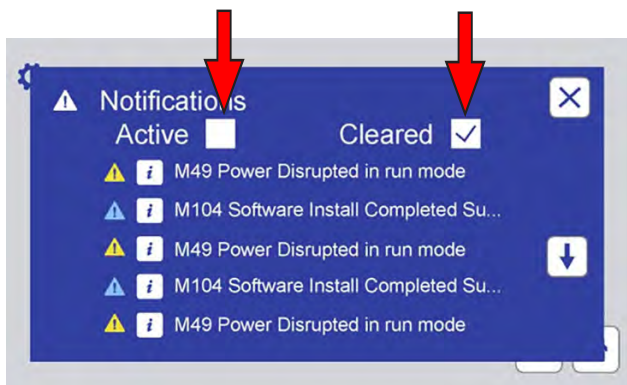 Notifications
Active Cleared
i M49 Power Disrupted in run mode
i M104 Software Install Completed Su...
i M49 Power Disrupted in run mode
i M104 Software Install Completed Su...
i M49 Power Disrupted in run mode